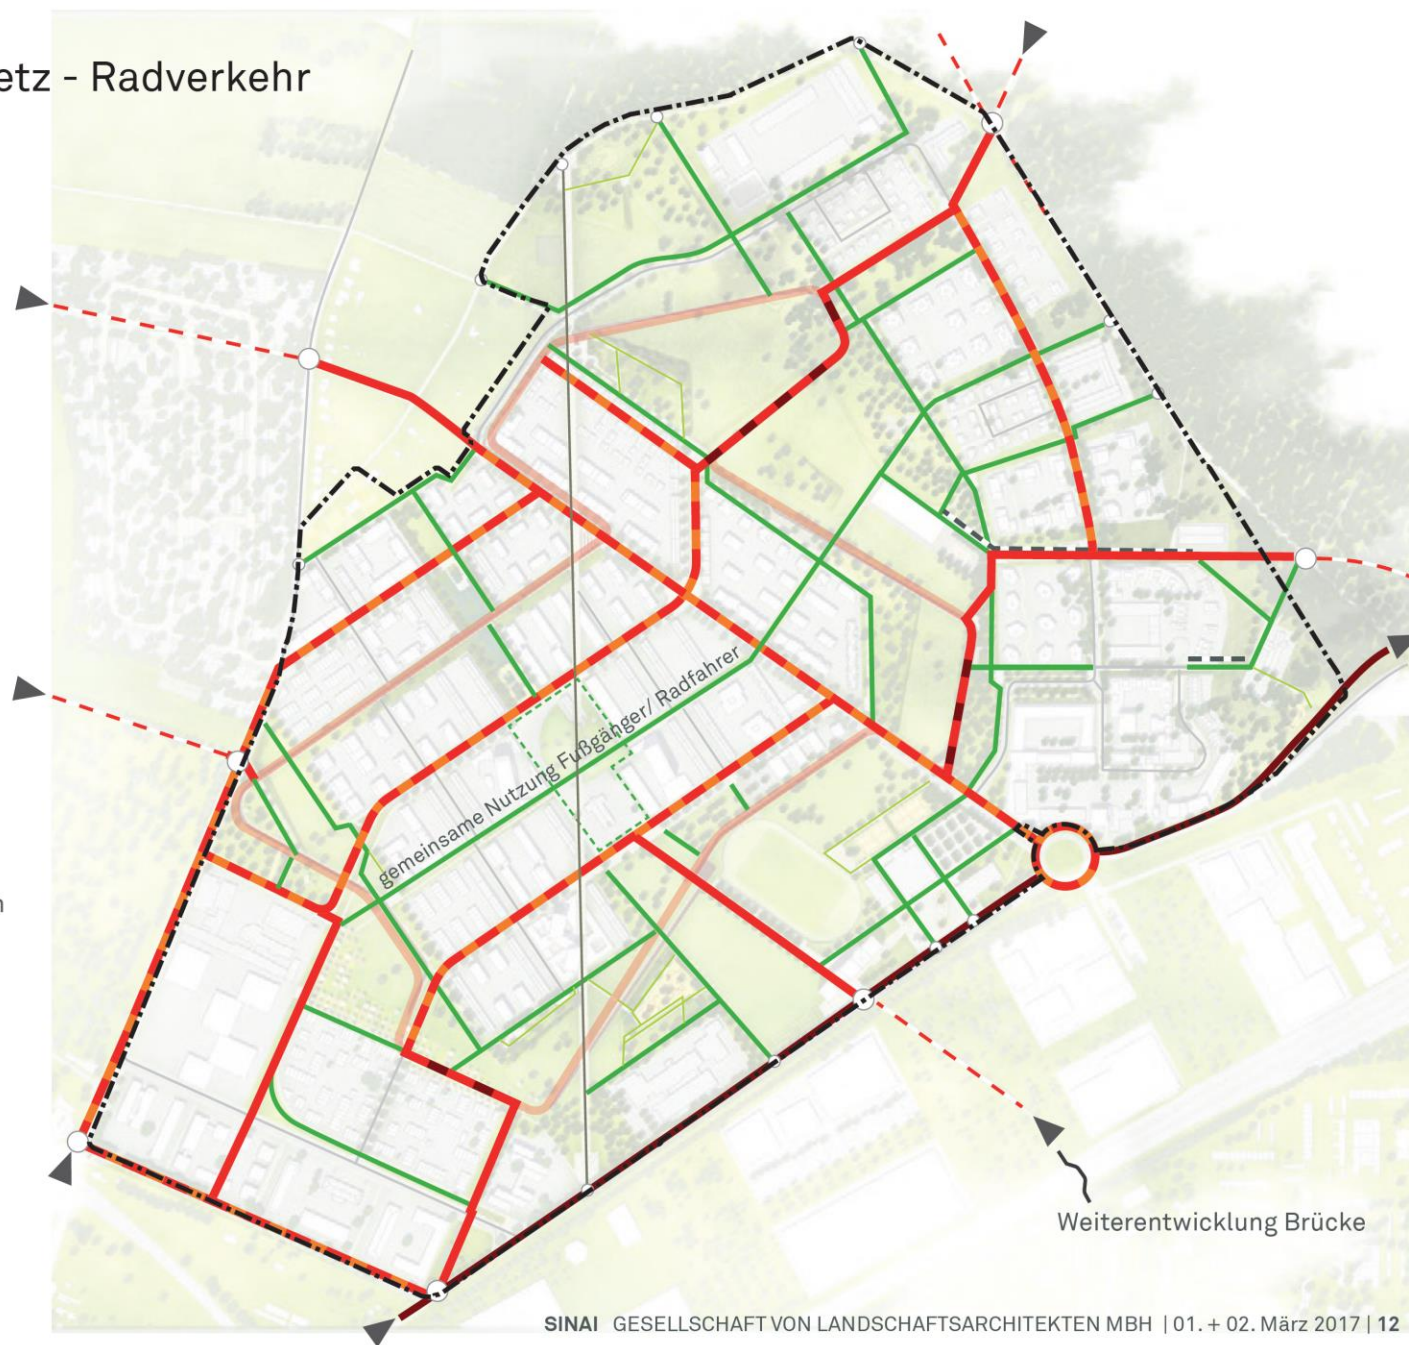 etz - Radverkehr
gemeinsame Nutzung Fußgänger/ Radfahrer
n
Weiterentwicklung Brücke
SINAI GESELLSCHAFT VON LANDSCHAFTSARCHITEKTEN MBH | 01. + 02. März 2017 | 12